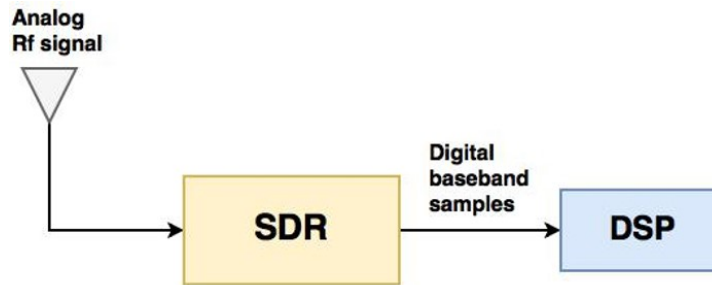 Analog
Rf signal
Digital
baseband
samples
SDR
DSP